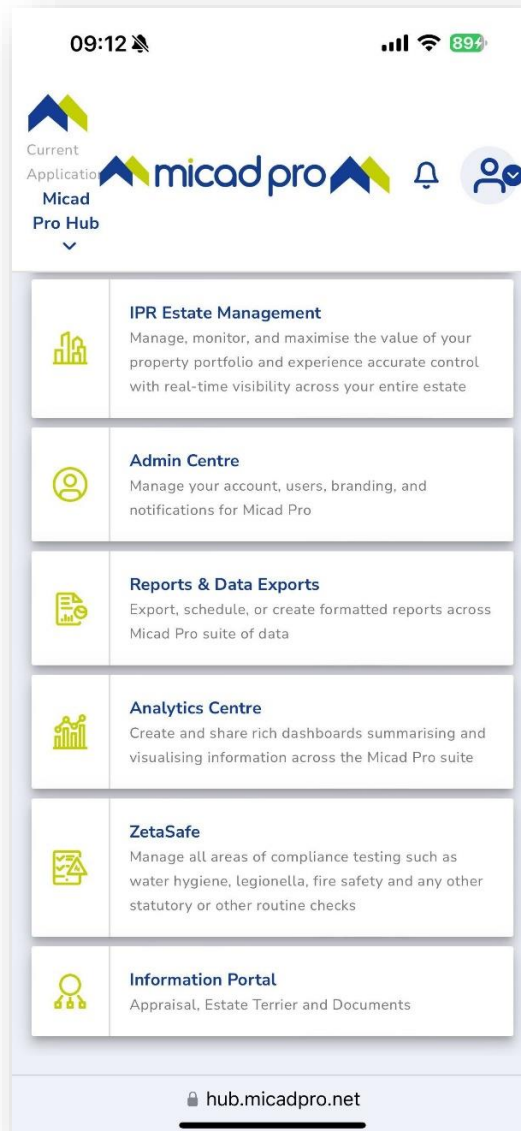 09:12
89
Current
Application
Micad
Pro Hub
micad pro
IPR Estate Management
Manage, monitor, and maximise the value of your
property portfolio and experience accurate control
with real-time visibility across your entire estate
Admin Centre
Manage your account, users, branding, and
notifications for Micad Pro
Reports & Data Exports
Export, schedule, or create formatted reports across
Micad Pro suite of data
Analytics Centre
Create and share rich dashboards summarising and
visualising information across the Micad Pro suite
ZetaSafe
Manage all areas of compliance testing such as
water hygiene, legionella, fire safety and any other
statutory or other routine checks
Information Portal
Appraisal, Estate Terrier and Documents
hub.micadpro.net